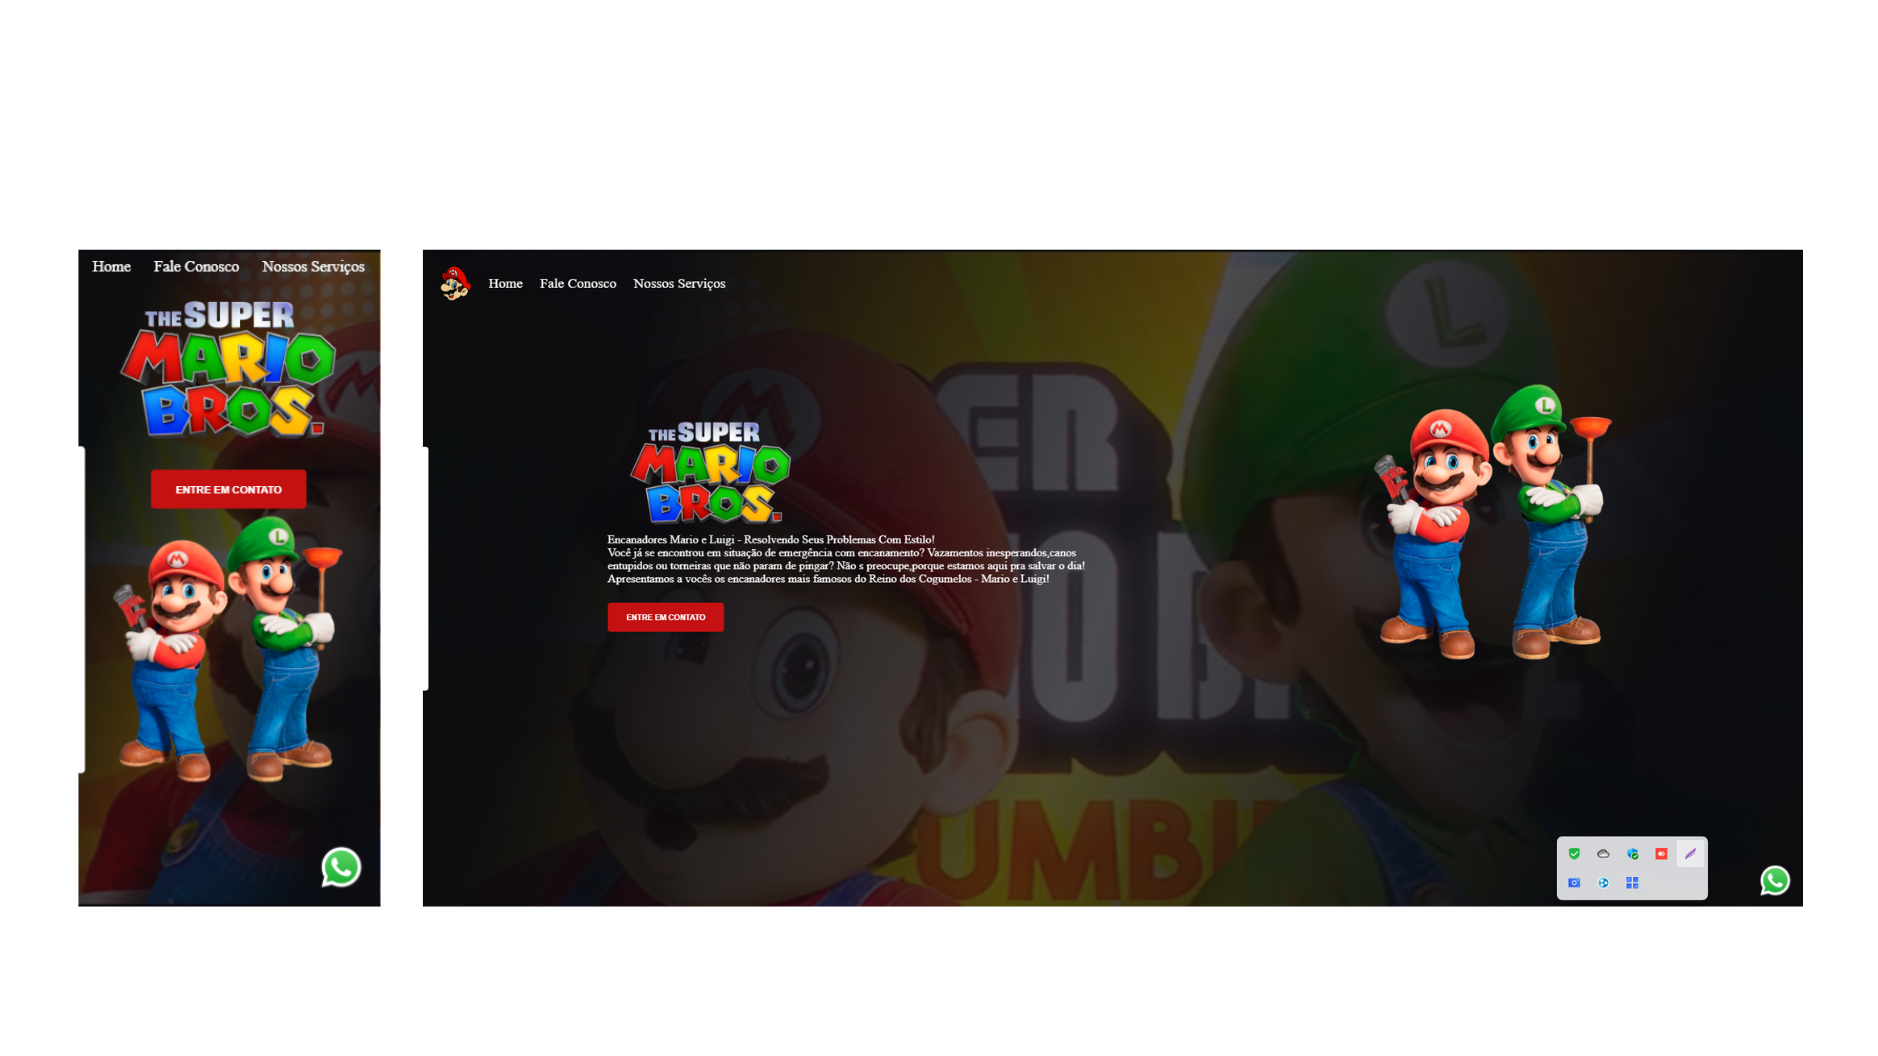 Home Fale Conosco Nossos Serviços
THE SUPER
MARIO
BROS.
ENTRE EM CONTATO
M
L
Home Fale Conosco Nossos Serviços
THE SUPER
MARIO
BROS.
Encanadores Mario e Luigi - Resolvendo Seus Problemas Com Estilo!
Você já se encontrou em situação de emergência com encanamento? Vazamentos inesperandos,canos
entupidos ou torneiras que não param de pingar? Não s preocupe,porque estamos aqui pra salvar o dia!
Apresentamos a vocês os encanadores mais famosos do Reino dos Cogumelos - Mario e Luigi!
ENTRE EM CONTATO
M
L
M
L
ER
IO B
UMBI